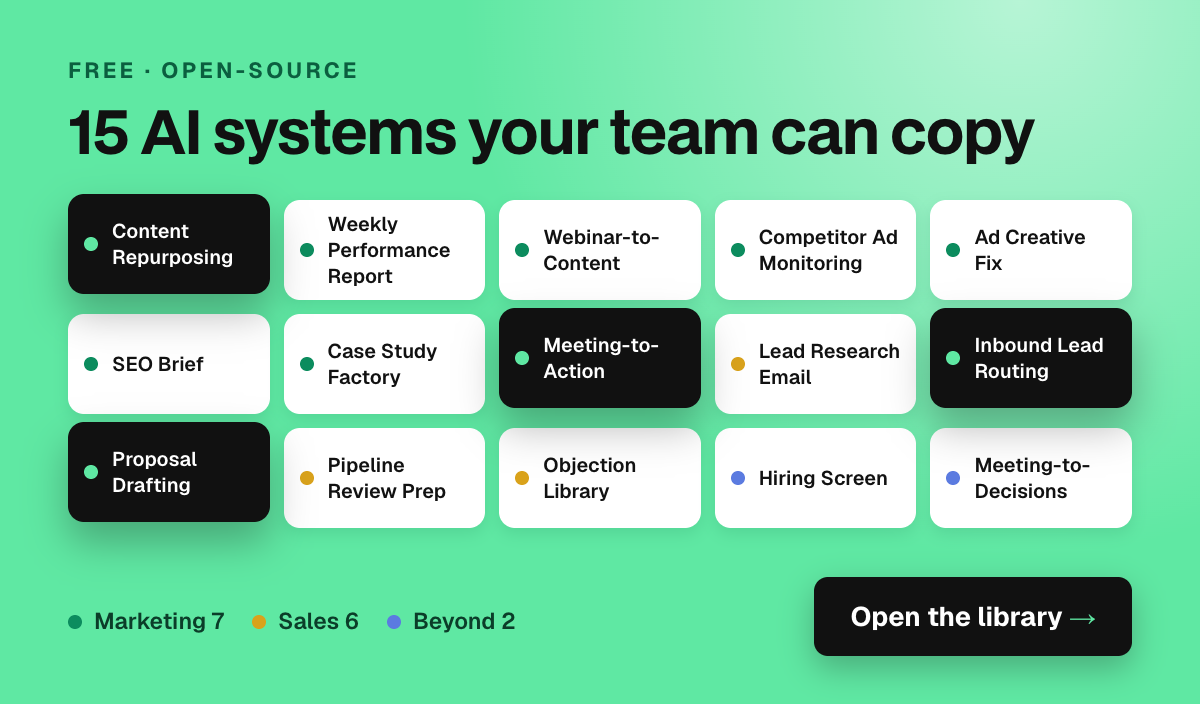 FREE · OPEN-SOURCE
15 AI systems your team can copy
Content
Repurposing
Weekly
Performance
Report
Webinar-to-
Content
Competitor Ad
Monitoring
Ad Creative
Fix
SEO Brief
Case Study
Factory
Meeting-to-
Action
Lead Research
Email
Inbound Lead
Routing
Proposal
Drafting
Pipeline
Review Prep
Objection
Library
Hiring Screen
Meeting-to-
Decisions
Marketing 7
Sales 6
Beyond 2
Open the library →